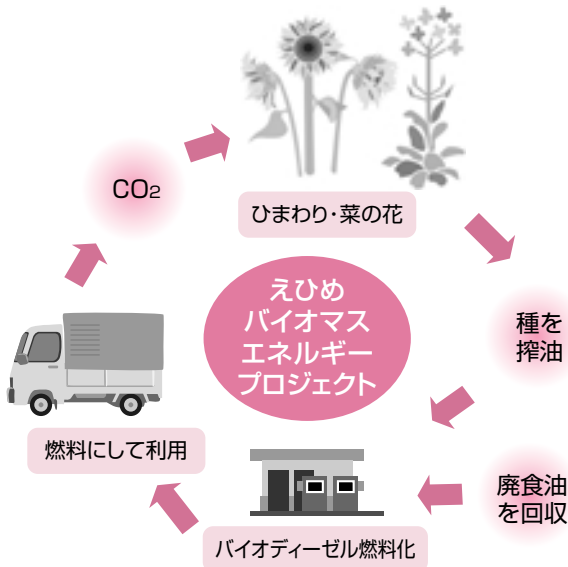 CO₂
ひまわり・菜の花
えひめ
バイオマス
エネルギー
プロジェクト
種を
搾油
燃料にして利用
廃食油
を回収
バイオディーゼル燃料化